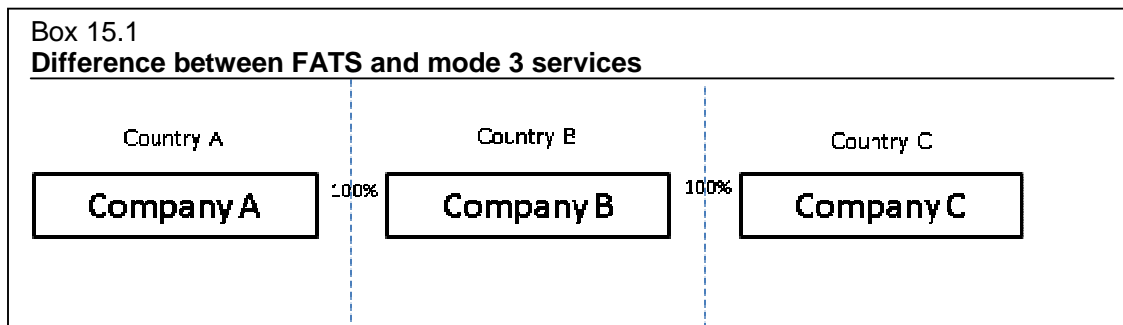 Box 15.1
Difference between FATS and mode 3 services
Country A Country B Country C
Company A 100% Company B 100% Company C